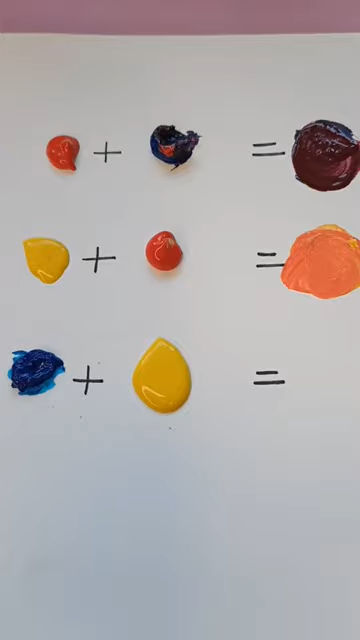 + =
+ =
+ =